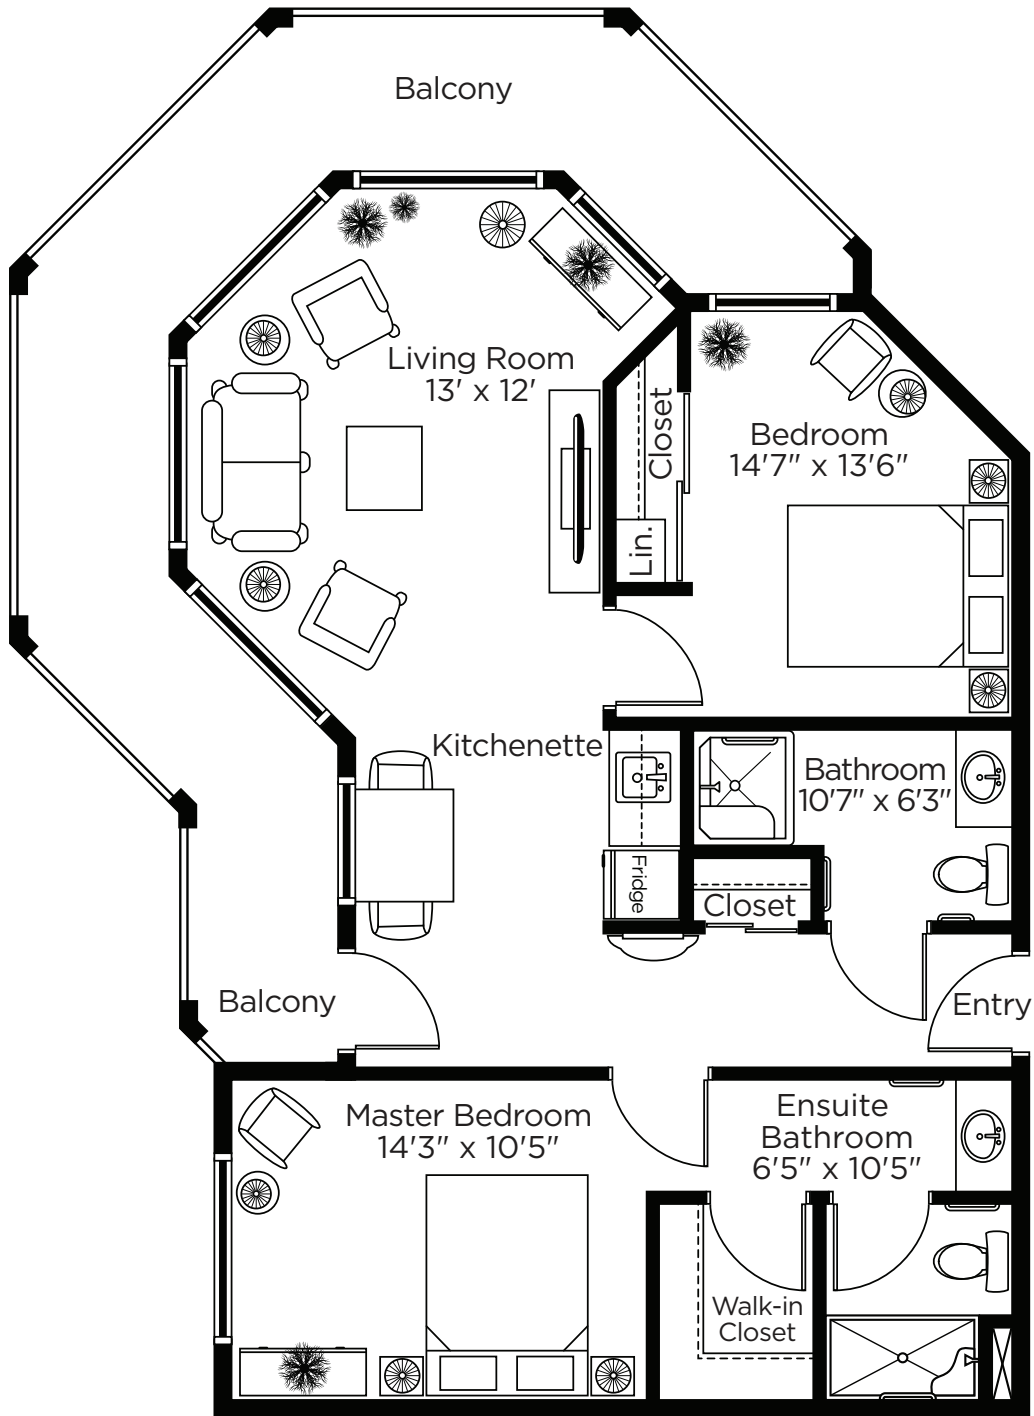 Balcony
Living Room
13' x 12'
Closet
Bedroom
14'7" x 13'6"
Lin.
Kitchenette
Bathroom
10'7" x 6'3"
Fridge
Closet
Balcony
Entry
Master Bedroom
14'3" x 10'5"
Ensuite
Bathroom
6'5" x 10'5"
Walk-in
Closet